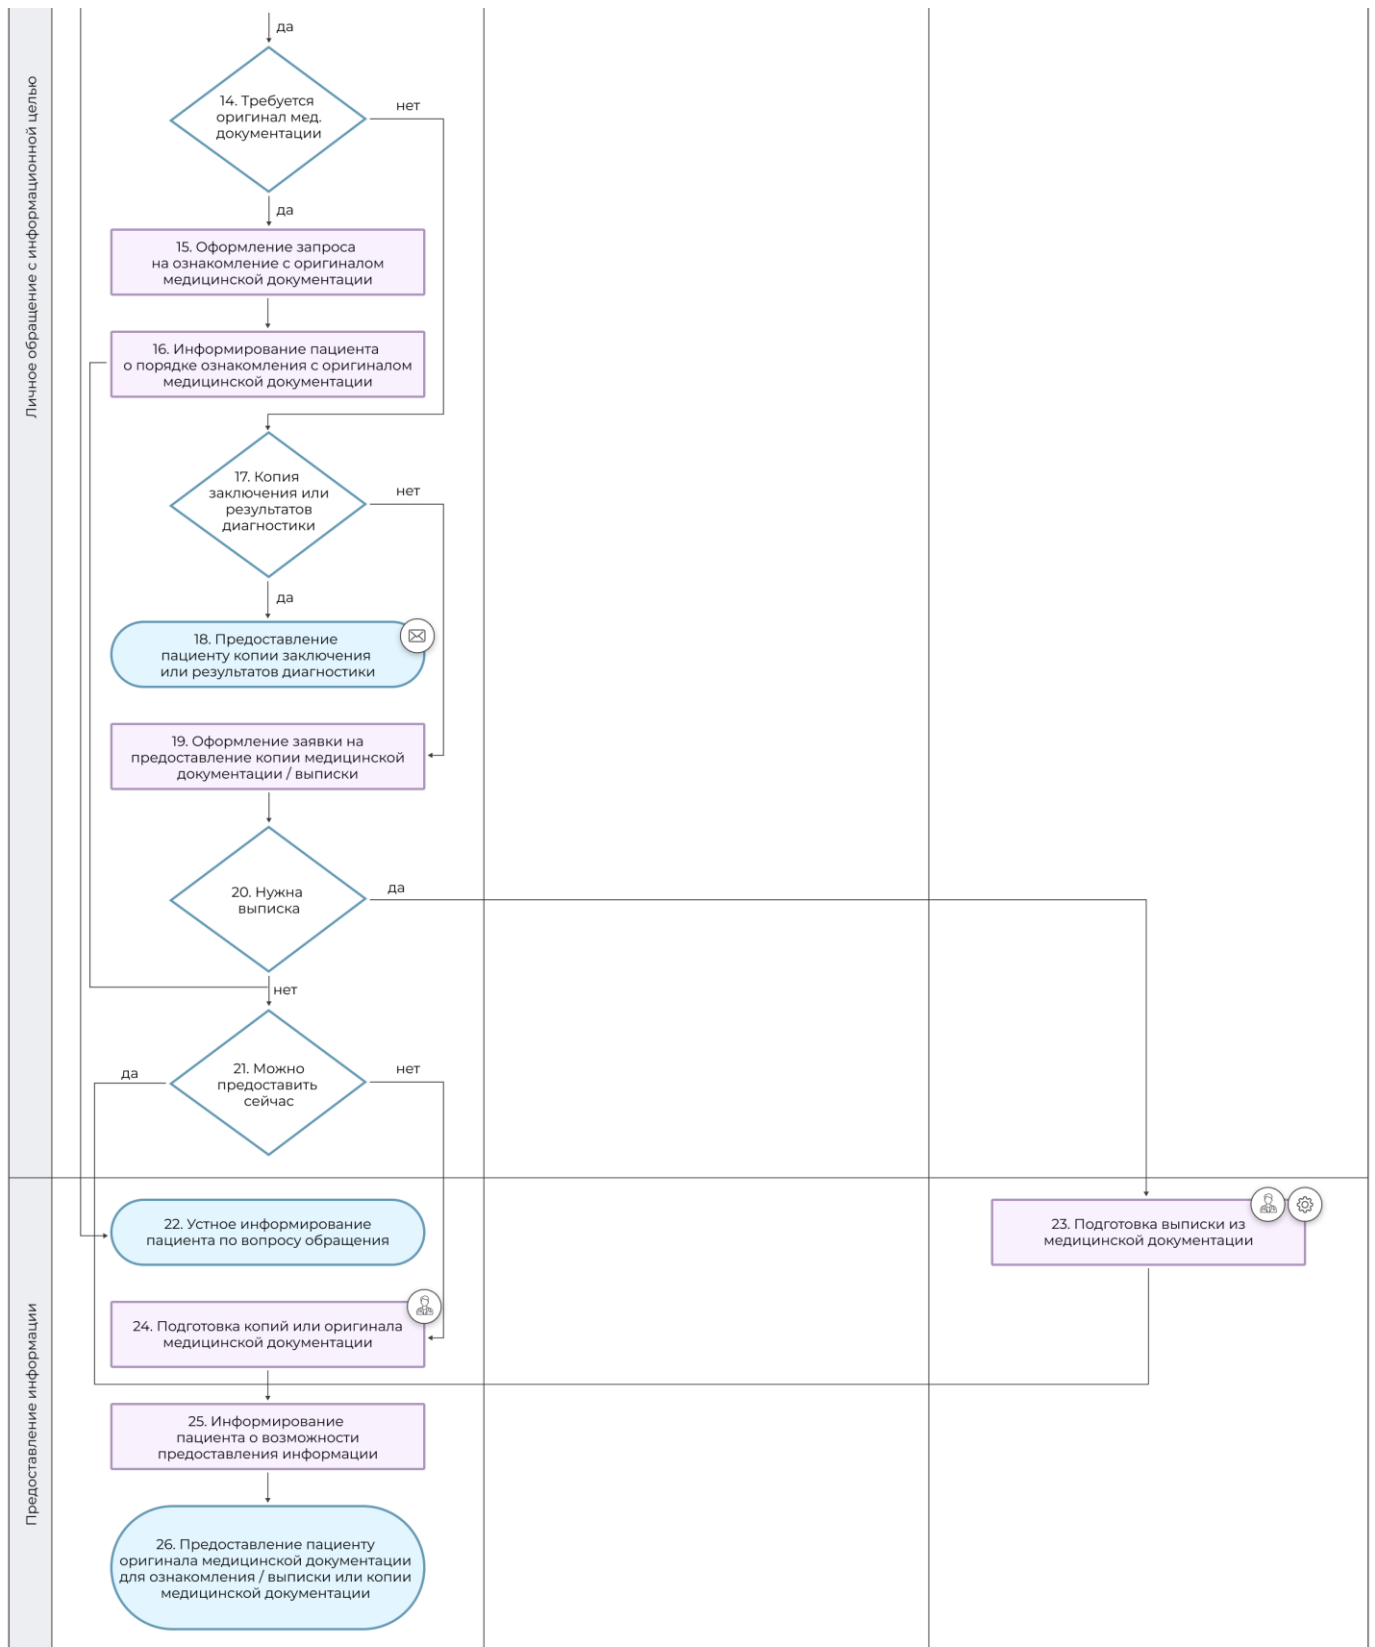 да
14. Требуется
оригинал мед.
документации
нет
да
15. Оформление запроса
на ознакомление с оригиналом
медицинской документации
16. Информирование пациента
о порядке ознакомления с оригиналом
медицинской документации
17. Копия
заключения или
результатов
диагностики
нет
да
18. Предоставление
пациенту копии заключения
или результатов диагностики
19. Оформление заявки на
предоставление копии медицинской
документации / выписки
20. Нужна
выписка
да
нет
21. Можно
предоставить
сейчас
да
нет
Личное обращение с информационной целью
22. Устное информирование
пациента по вопросу обращения
23. Подготовка выписки из
медицинской документации
24. Подготовка копий или оригинала
медицинской документации
25. Информирование
пациента о возможности
предоставления информации
26. Предоставление пациенту
оригинала медицинской документации
для ознакомления / выписки или копии
медицинской документации
Предоставление информации